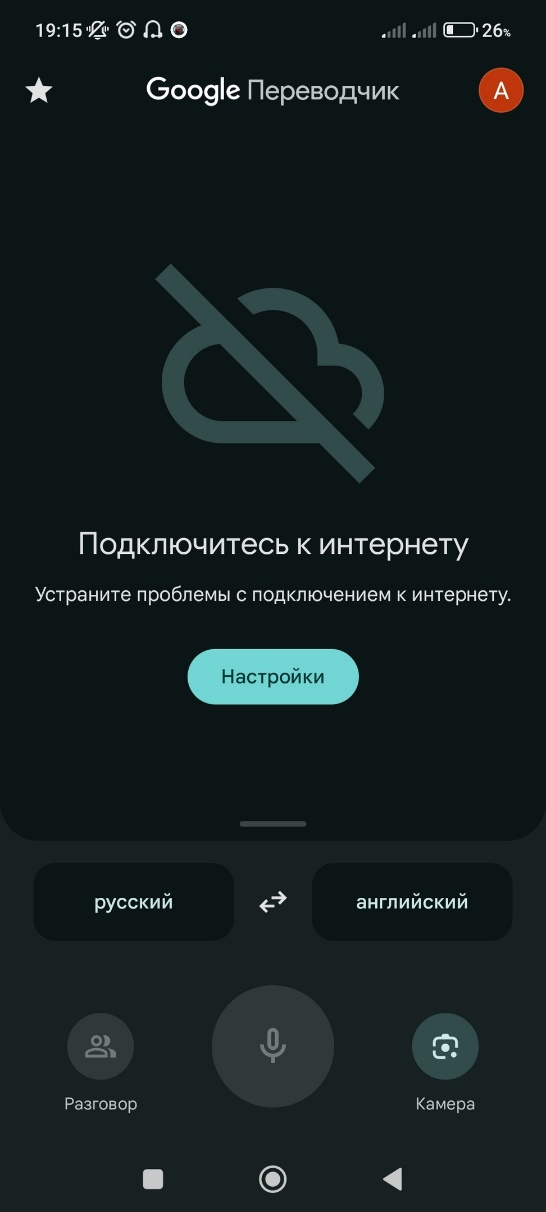 19:15 26%
Google Переводчик A
Подключитесь к интернету
Устраните проблемы с подключением к интернету.
Настройки
русский английский
Разговор Камера